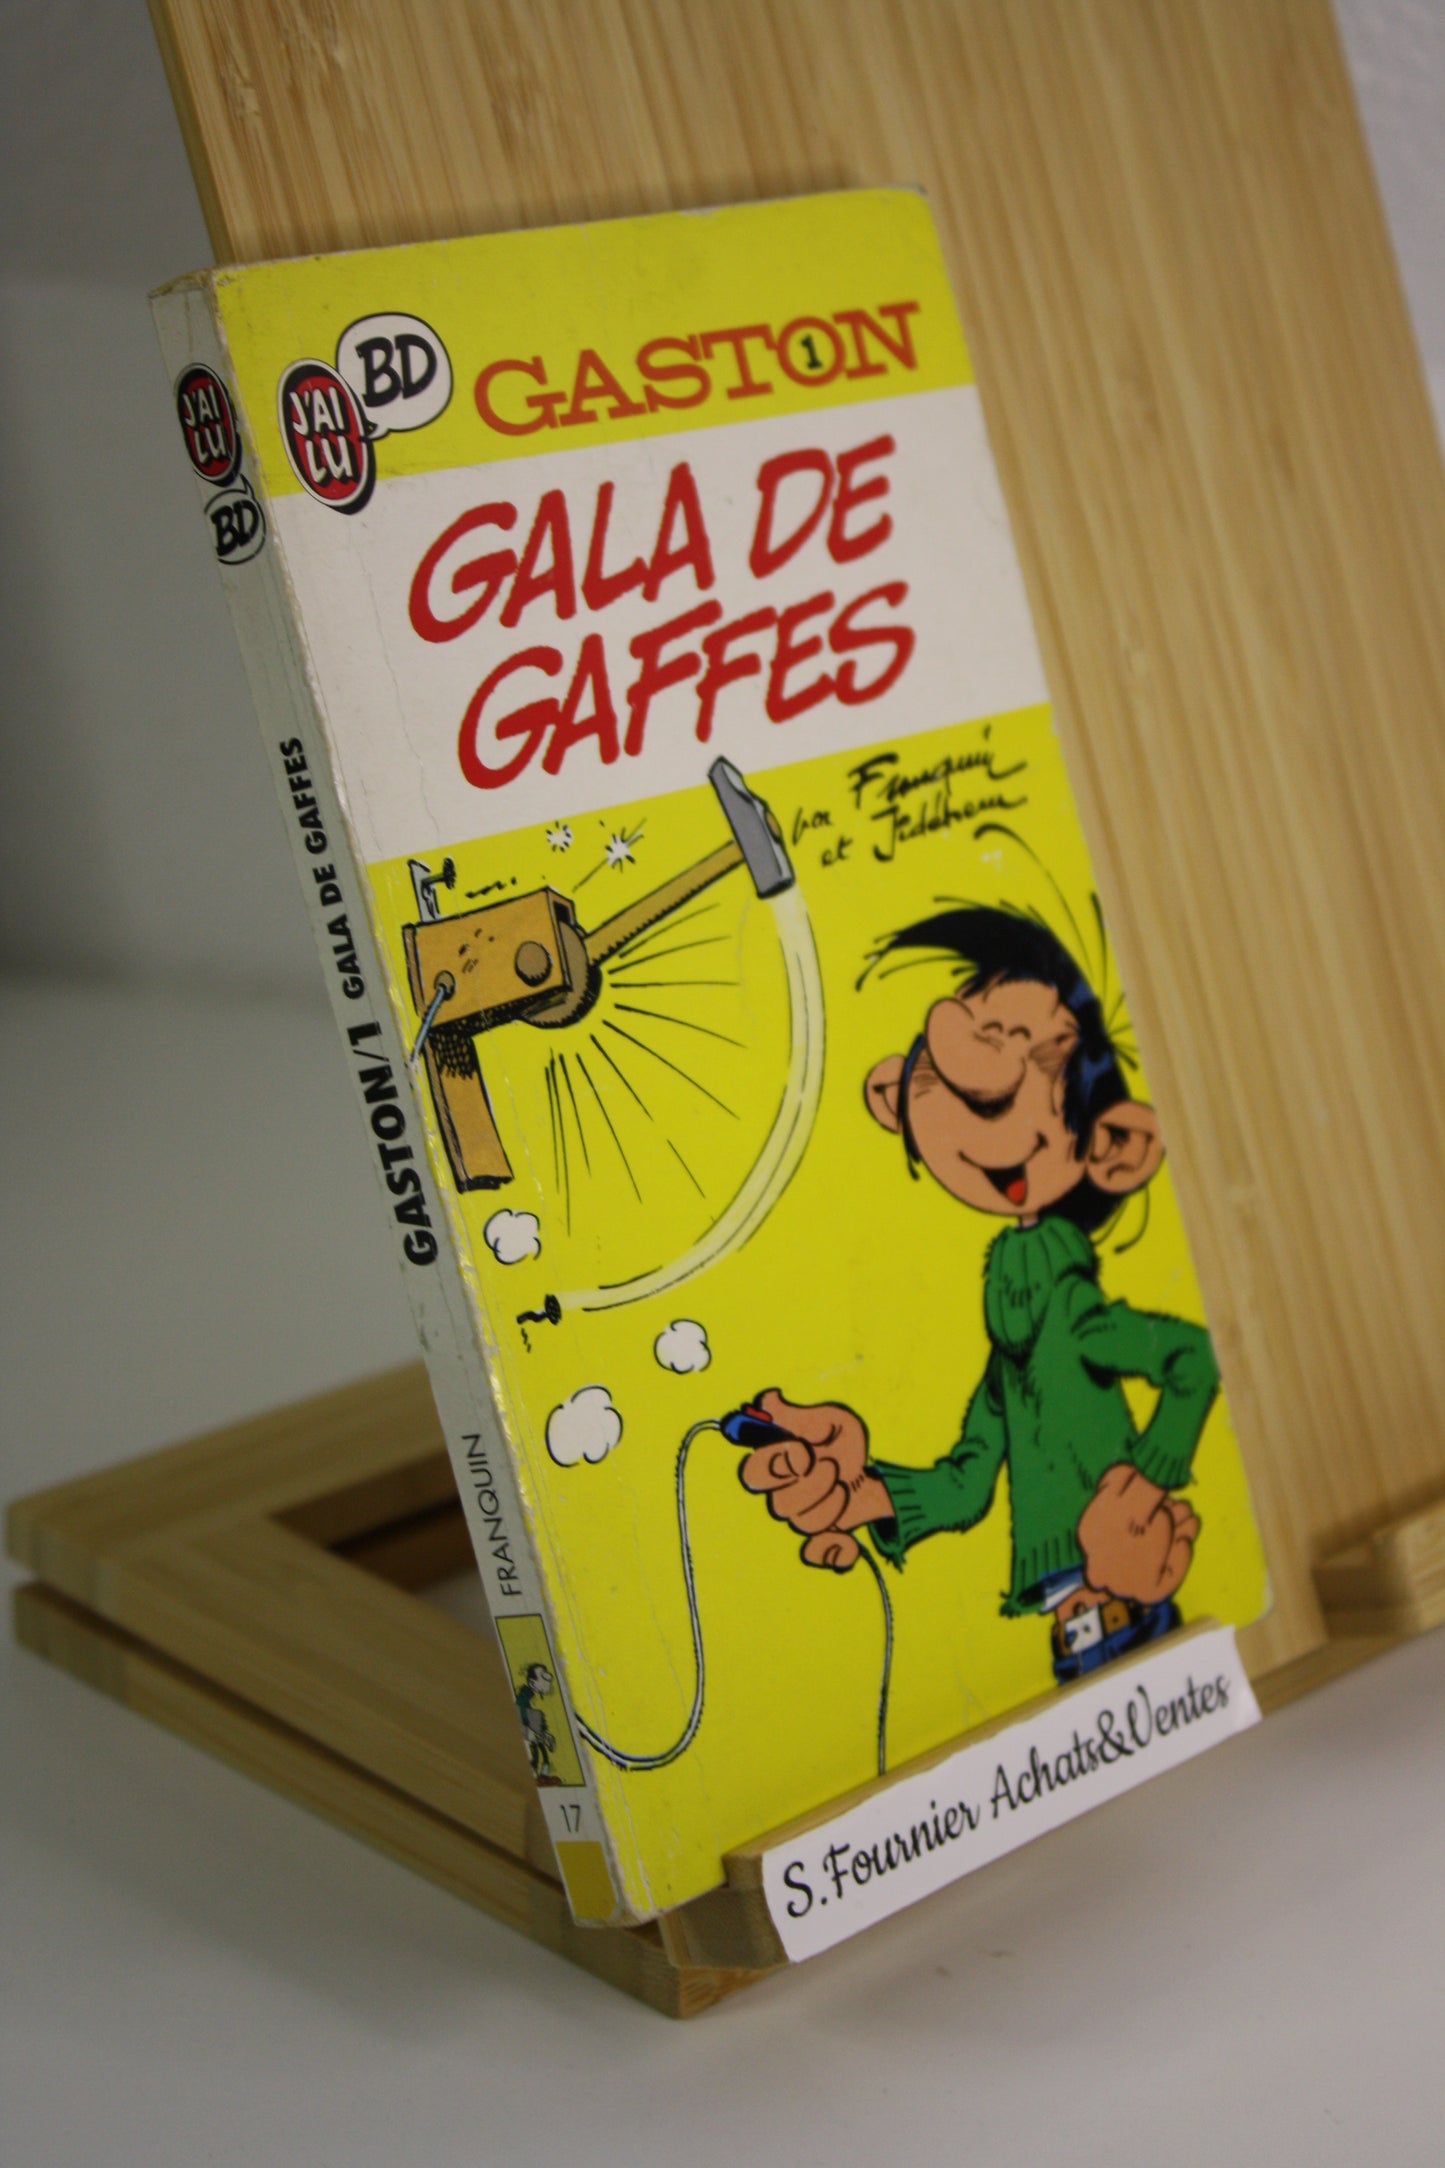 J'AI
LU
BD
GASTON/1 GALA DE GAFFES
FRANQUIN
17
J'AI
LU
BD
GASTON
1
GALA DE
GAFFES
par Franquin
et Jidéhem
S.Fournier Achats&Ventes